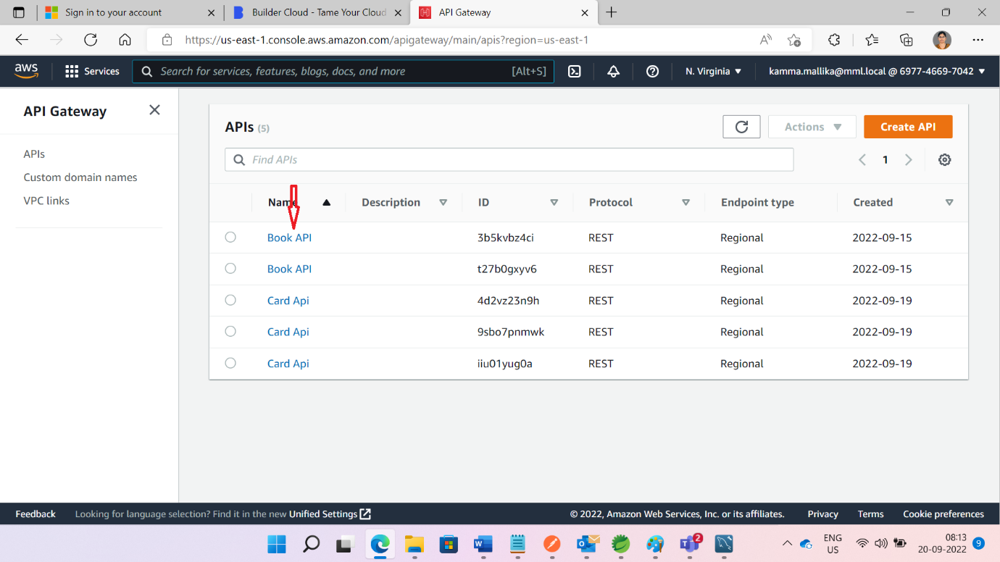 Sign in to your account
Builder Cloud - Tame Your Cloud
API Gateway
https://us-east-1.console.aws.amazon.com/apigateway/main/apis?region=us-east-1
aws
Services
Search for services, features, blogs, docs, and more
[Alt+S]
N. Virginia
kamma.mallika@mml.local @ 6977-4669-7042
API Gateway
APIs
Custom domain names
VPC links
APIs (5)
Actions
Create API
Find APIs
1
Name Description ID Protocol Endpoint type Created
Book API 3b5kvbz4ci REST Regional 2022-09-15
Book API t27b0gxyv6 REST Regional 2022-09-15
Card Api 4d2vz23n9h REST Regional 2022-09-19
Card Api 9sbo7pnmwk REST Regional 2022-09-19
Card Api iiu01yug0a REST Regional 2022-09-19
Feedback
Looking for language selection? Find it in the new Unified Settings
© 2022, Amazon Web Services, Inc. or its affiliates.
Privacy
Terms
Cookie preferences
2
ENG
US
08:13
20-09-2022
9